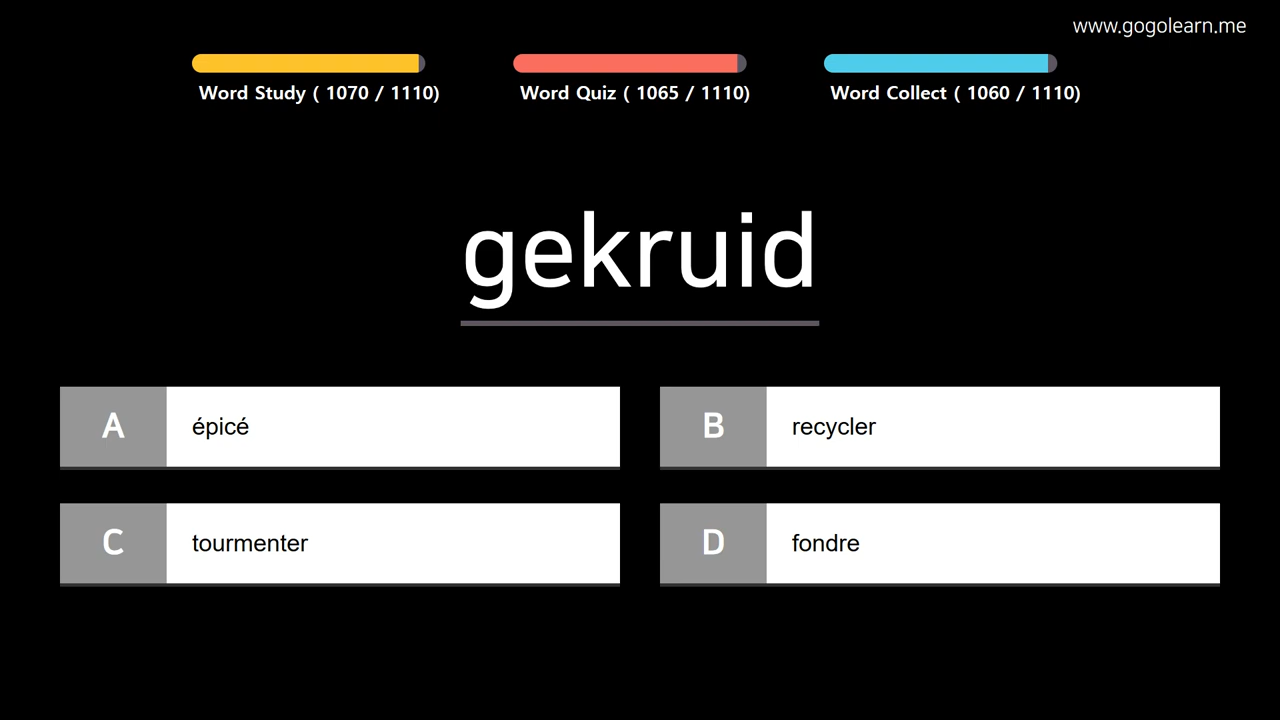 www.gogolearn.me
Word Study ( 1070 / 1110)
Word Quiz ( 1065 / 1110)
Word Collect ( 1060 / 1110)
gekruid
A épicé
B recycler
C tourmenter
D fondre